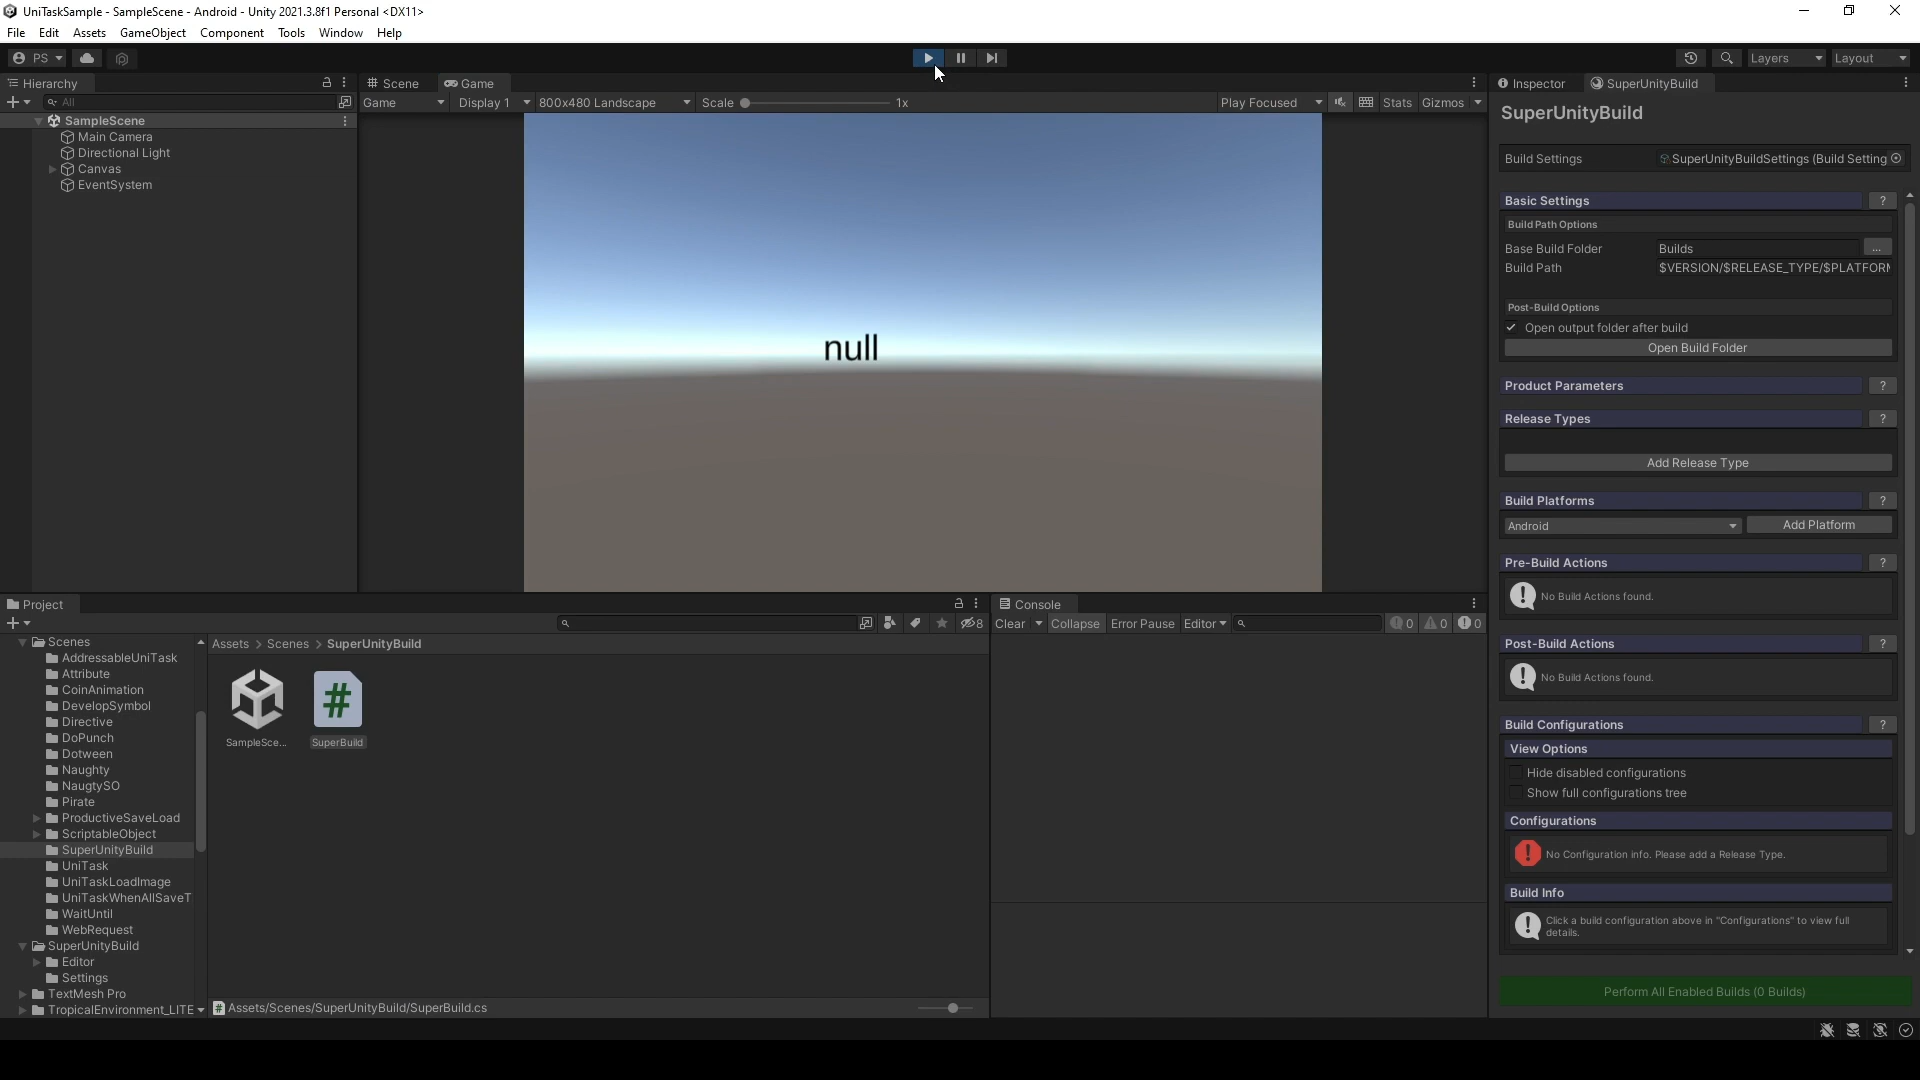 UniTaskSample - SampleScene - Android - Unity 2021.3.8f1 Personal <DX11>
File Edit Assets GameObject Component Tools Window Help
PS
Layers Layout
Hierarchy
All
SampleScene
Main Camera
Directional Light
Canvas
EventSystem
Scene Game
Game Display 1 800x480 Landscape Scale 1x Play Focused Stats Gizmos
null
Inspector SuperUnityBuild
SuperUnityBuild
Build Settings SuperUnityBuildSettings (Build Setting
Basic Settings ?
Build Path Options
Base Build Folder Builds ...
Build Path $VERSION/$RELEASE_TYPE/$PLATFORM
Post-Build Options
Open output folder after build
Open Build Folder
Product Parameters ?
Release Types ?
Add Release Type
Build Platforms ?
Android Add Platform
Pre-Build Actions ?
No Build Actions found.
Post-Build Actions ?
No Build Actions found.
Build Configurations ?
View Options
Hide disabled configurations
Show full configurations tree
Configurations
No Configuration info. Please add a Release Type.
Build Info
Click a build configuration above in "Configurations" to view full
details.
Perform All Enabled Builds (0 Builds)
Project
8
Scenes
AddressableUniTask
Attribute
CoinAnimation
DevelopSymbol
Directive
DoPunch
Dotween
Naughty
NaugtySO
Pirate
ProductiveSaveLoad
ScriptableObject
SuperUnityBuild
UniTask
UniTaskLoadImage
UniTaskWhenAllSaveT
WaitUntil
WebRequest
SuperUnityBuild
Editor
Settings
TextMesh Pro
TropicalEnvironment_LITE
Assets > Scenes > SuperUnityBuild
SampleSce...
SuperBuild
Assets/Scenes/SuperUnityBuild/SuperBuild.cs
Console
Clear Collapse Error Pause Editor 0 0 0